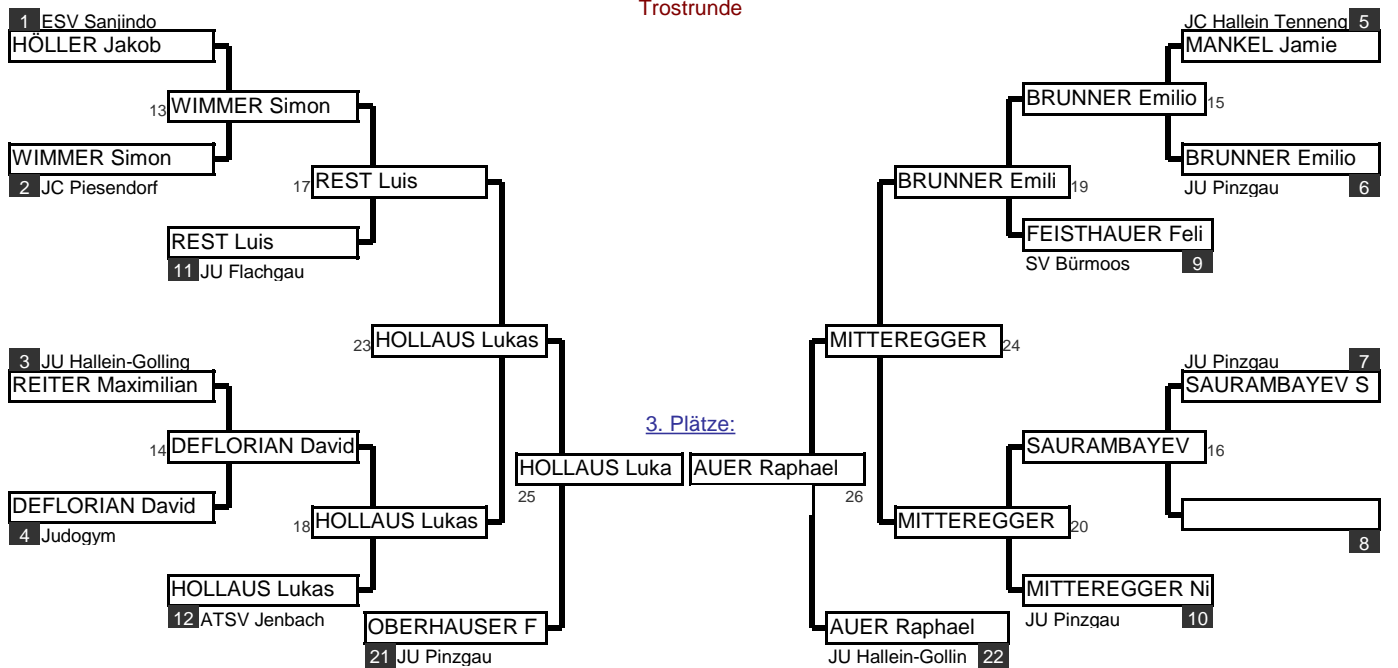 Trostrunde
1 ESV Sanjindo
HÖLLER Jakob
13 WIMMER Simon
WIMMER Simon
2 JC Piesendorf
17 REST Luis
REST Luis
11 JU Flachgau
23 HOLLAUS Lukas
3 JU Hallein-Golling
REITER Maximilian
14 DEFLORIAN David
DEFLORIAN David
4 Judogym
18 HOLLAUS Lukas
HOLLAUS Lukas
12 ATSV Jenbach
OBERHAUSER F
21 JU Pinzgau
3. Plätze:
HOLLAUS Luka
25
AUER Raphael
26
JC Hallein Tenneng 5
MANKEL Jamie
BRUNNER Emilio 15
BRUNNER Emilio
JU Pinzgau 6
BRUNNER Emili 19
FEISTHAUER Feli
SV Bürmoos 9
MITTEREGGER 24
JU Pinzgau 7
SAURAMBAYEV S
SAURAMBAYEV 16
8
MITTEREGGER 20
MITTEREGGER Ni
JU Pinzgau 10
AUER Raphael
JU Hallein-Gollin 22